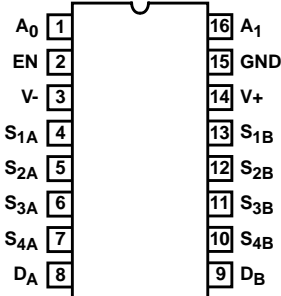 A0 1 16 A1
EN 2 15 GND
V- 3 14 V+
S1A 4 13 S1B
S2A 5 12 S2B
S3A 6 11 S3B
S4A 7 10 S4B
DA 8 9 DB